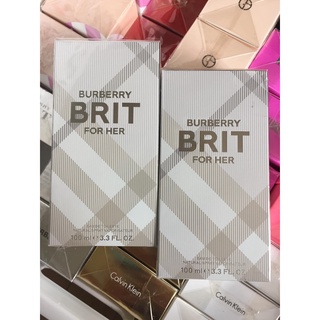 BURBERRY
BRIT
FOR HER
100 ml ℮ 3.3 FL. OZ.
BURBERRY
BRIT
FOR HER
100 ml ℮ 3.3 FL.
Calvin Klein
Calvin Klein